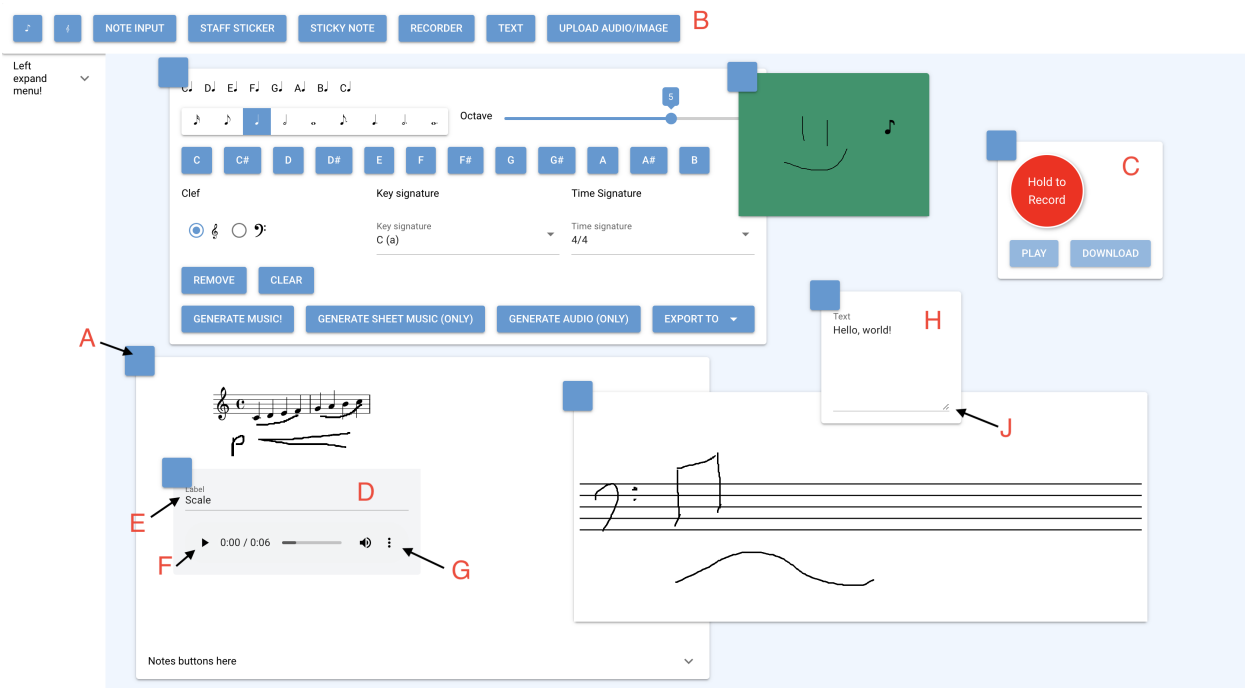 NOTE INPUT STAFF STICKER STICKY NOTE RECORDER TEXT UPLOAD AUDIO/IMAGE B
Left
expand
menu!
C♩ D♩ E♩ F♩ G♩ A♩ B♩ C♩
5
Octave
C C# D D# E F F# G G# A A# B
Clef Key signature Time Signature
Key signature
C (a)
Time signature
4/4
REMOVE CLEAR
GENERATE MUSIC! GENERATE SHEET MUSIC (ONLY) GENERATE AUDIO (ONLY) EXPORT TO
C
Hold to
Record
PLAY DOWNLOAD
H
Text
Hello, world!
J
A
p
D
Label
Scale
E
0:00 / 0:06
F
G
Notes buttons here